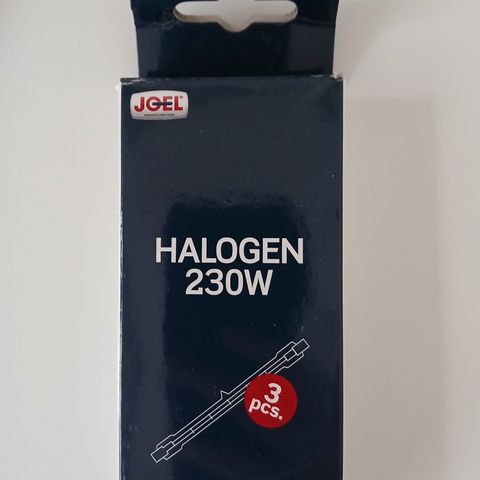 JOEL
HALOGEN
230W
3
pcs.